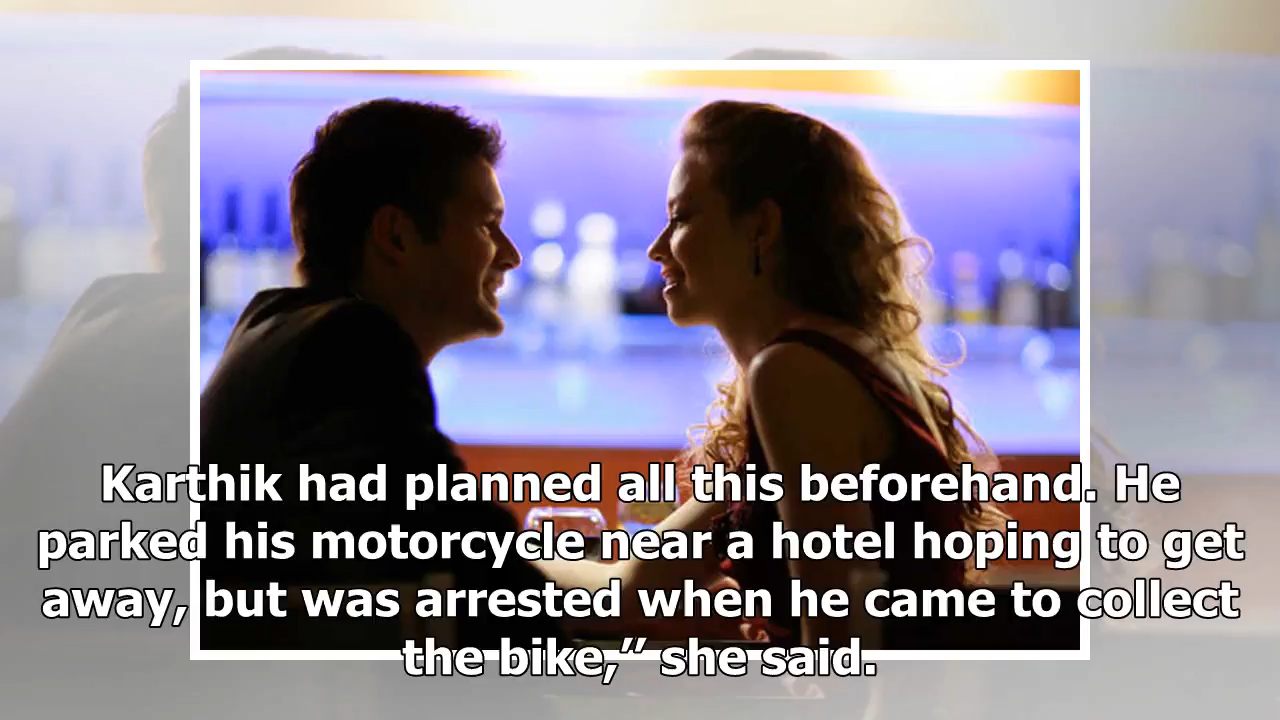 Karthik had planned all this beforehand. He
parked his motorcycle near a hotel hoping to get
away, but was arrested when he came to collect
the bike,” she said.